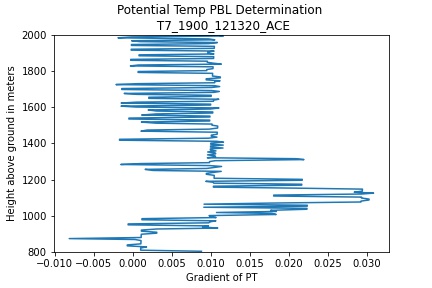 Potential Temp PBL Determination
T7_1900_121320_ACE
Height above ground in meters
2000
1800
1600
1400
1200
1000
800
−0.010 −0.005 0.000 0.005 0.010 0.015 0.020 0.025 0.030
Gradient of PT